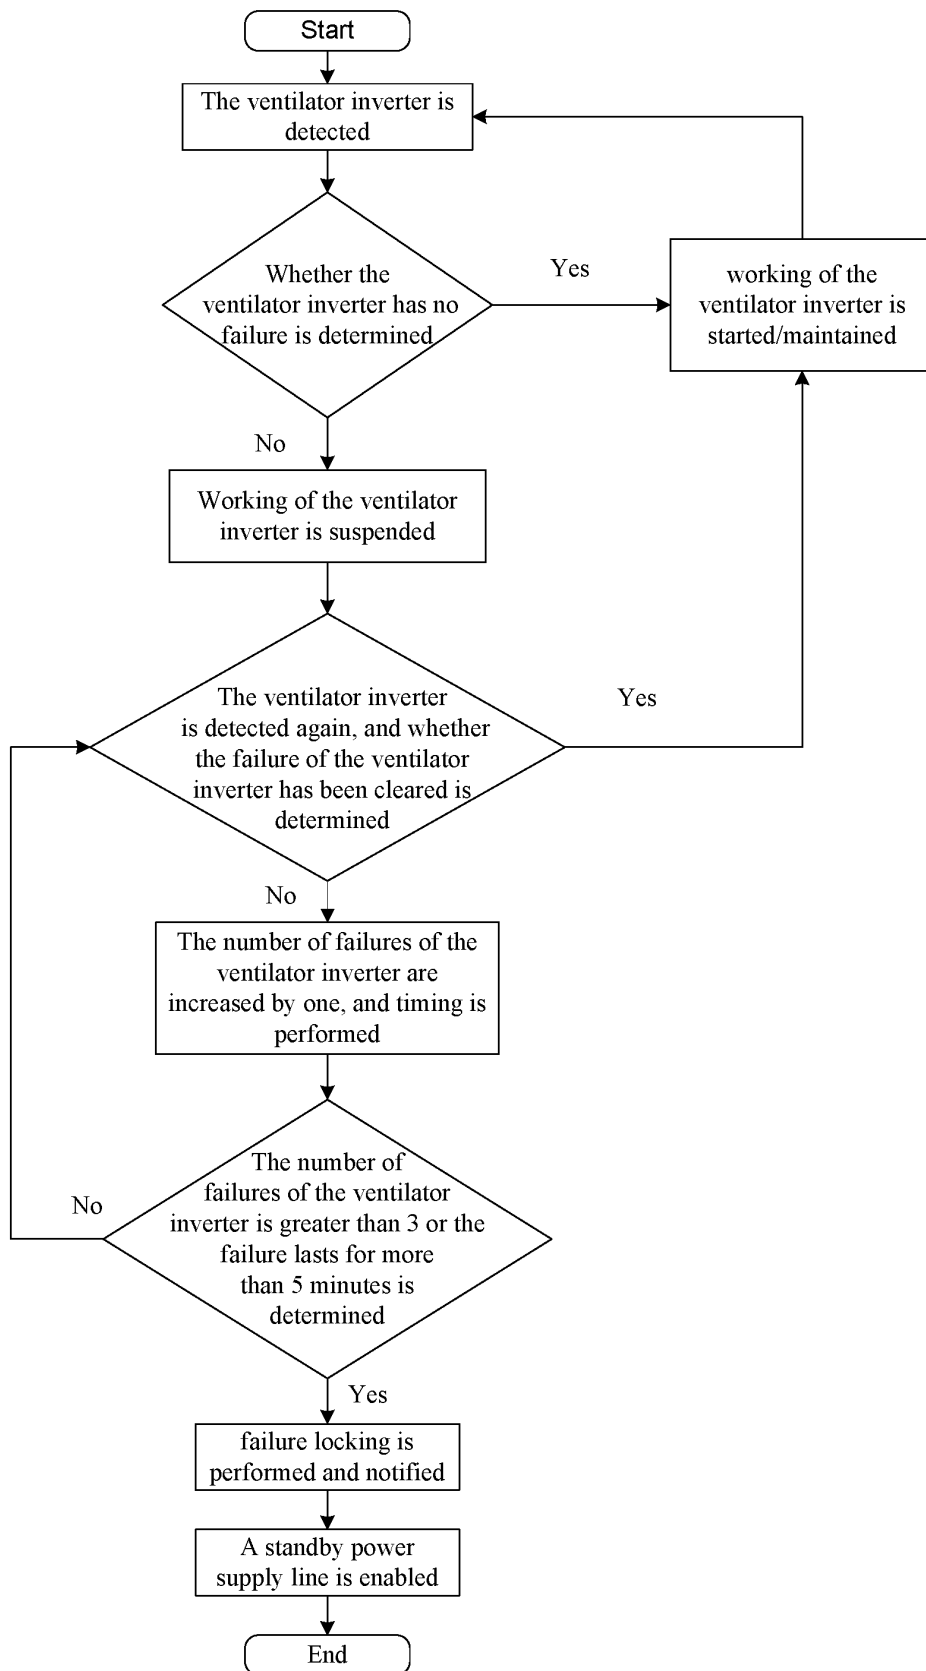 Start
The ventilator inverter is
detected
Whether the
ventilator inverter has no
failure is determined
Yes
working of the
ventilator inverter is
started/maintained
No
Working of the ventilator
inverter is suspended
The ventilator inverter
is detected again, and whether
the failure of the ventilator
inverter has been cleared is
determined
Yes
No
The number of failures of the
ventilator inverter are
increased by one, and timing is
performed
The number of
failures of the ventilator
inverter is greater than 3 or the
failure lasts for more
than 5 minutes is
determined
No
Yes
failure locking is
performed and notified
A standby power
supply line is enabled
End